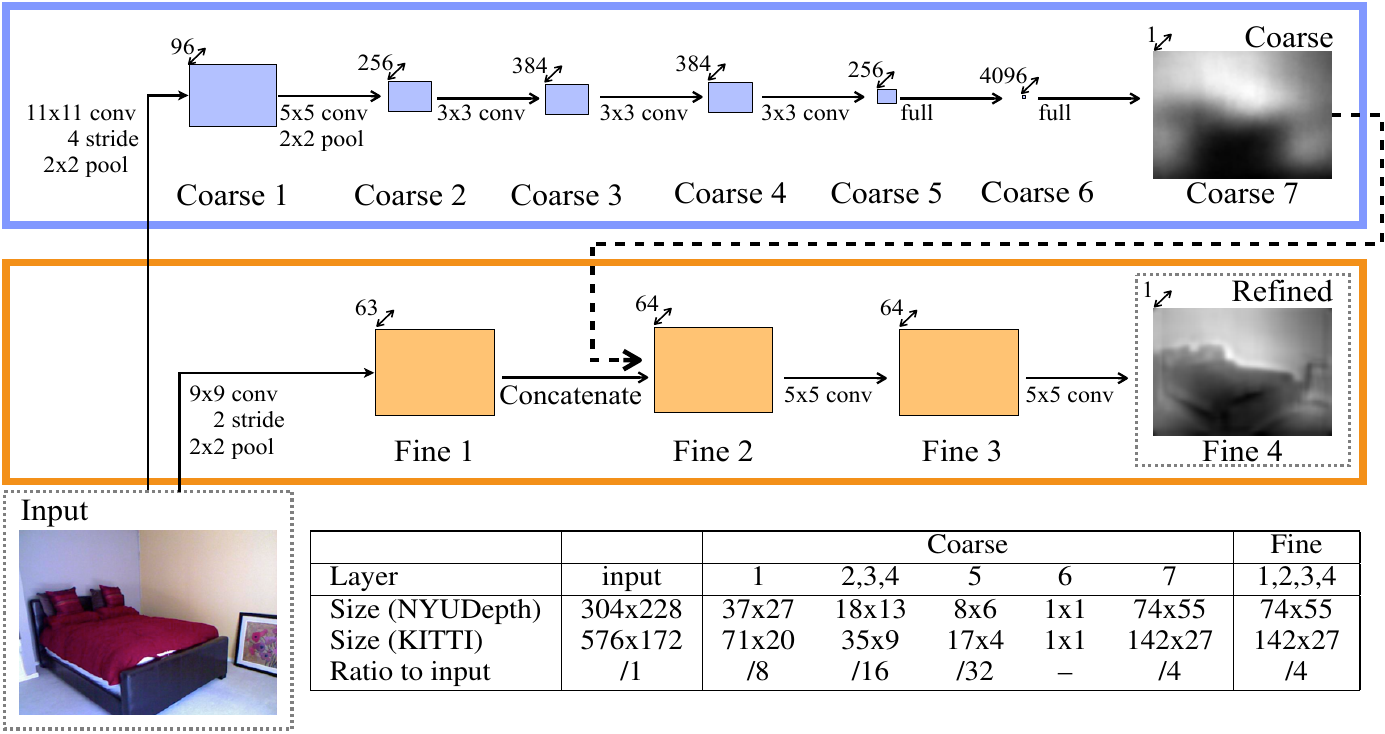 96
11x11 conv
4 stride
2x2 pool
Coarse 1
5x5 conv
2x2 pool
256
Coarse 2
3x3 conv
384
Coarse 3
3x3 conv
384
Coarse 4
3x3 conv
256
Coarse 5
full
4096
Coarse 6
full
1
Coarse
Coarse 7
9x9 conv
2 stride
2x2 pool
63
Fine 1
Concatenate
64
Fine 2
5x5 conv
64
Fine 3
5x5 conv
1
Refined
Fine 4
Input
Coarse Fine
Layer input 1 2,3,4 5 6 7 1,2,3,4
Size (NYUDepth) 304x228 37x27 18x13 8x6 1x1 74x55 74x55
Size (KITTI) 576x172 71x20 35x9 17x4 1x1 142x27 142x27
Ratio to input /1 /8 /16 /32 – /4 /4